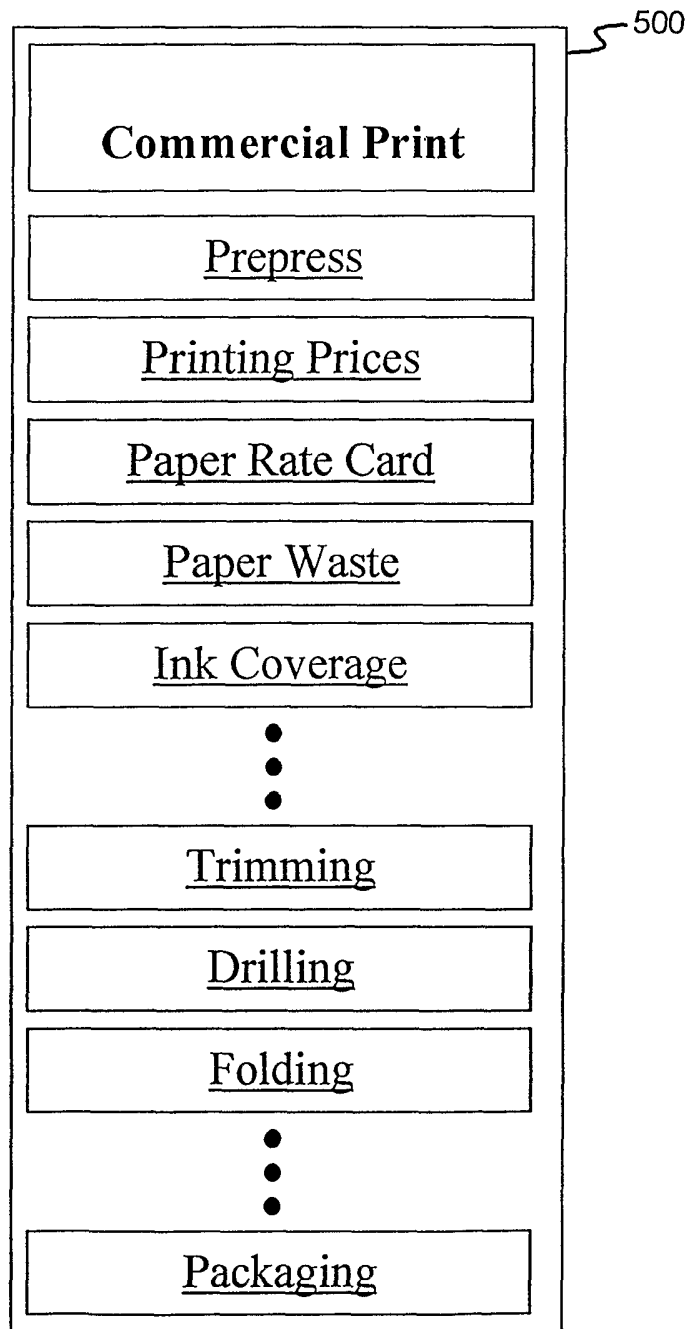 500
Commercial Print
Prepress
Printing Prices
Paper Rate Card
Paper Waste
Ink Coverage
Trimming
Drilling
Folding
Packaging